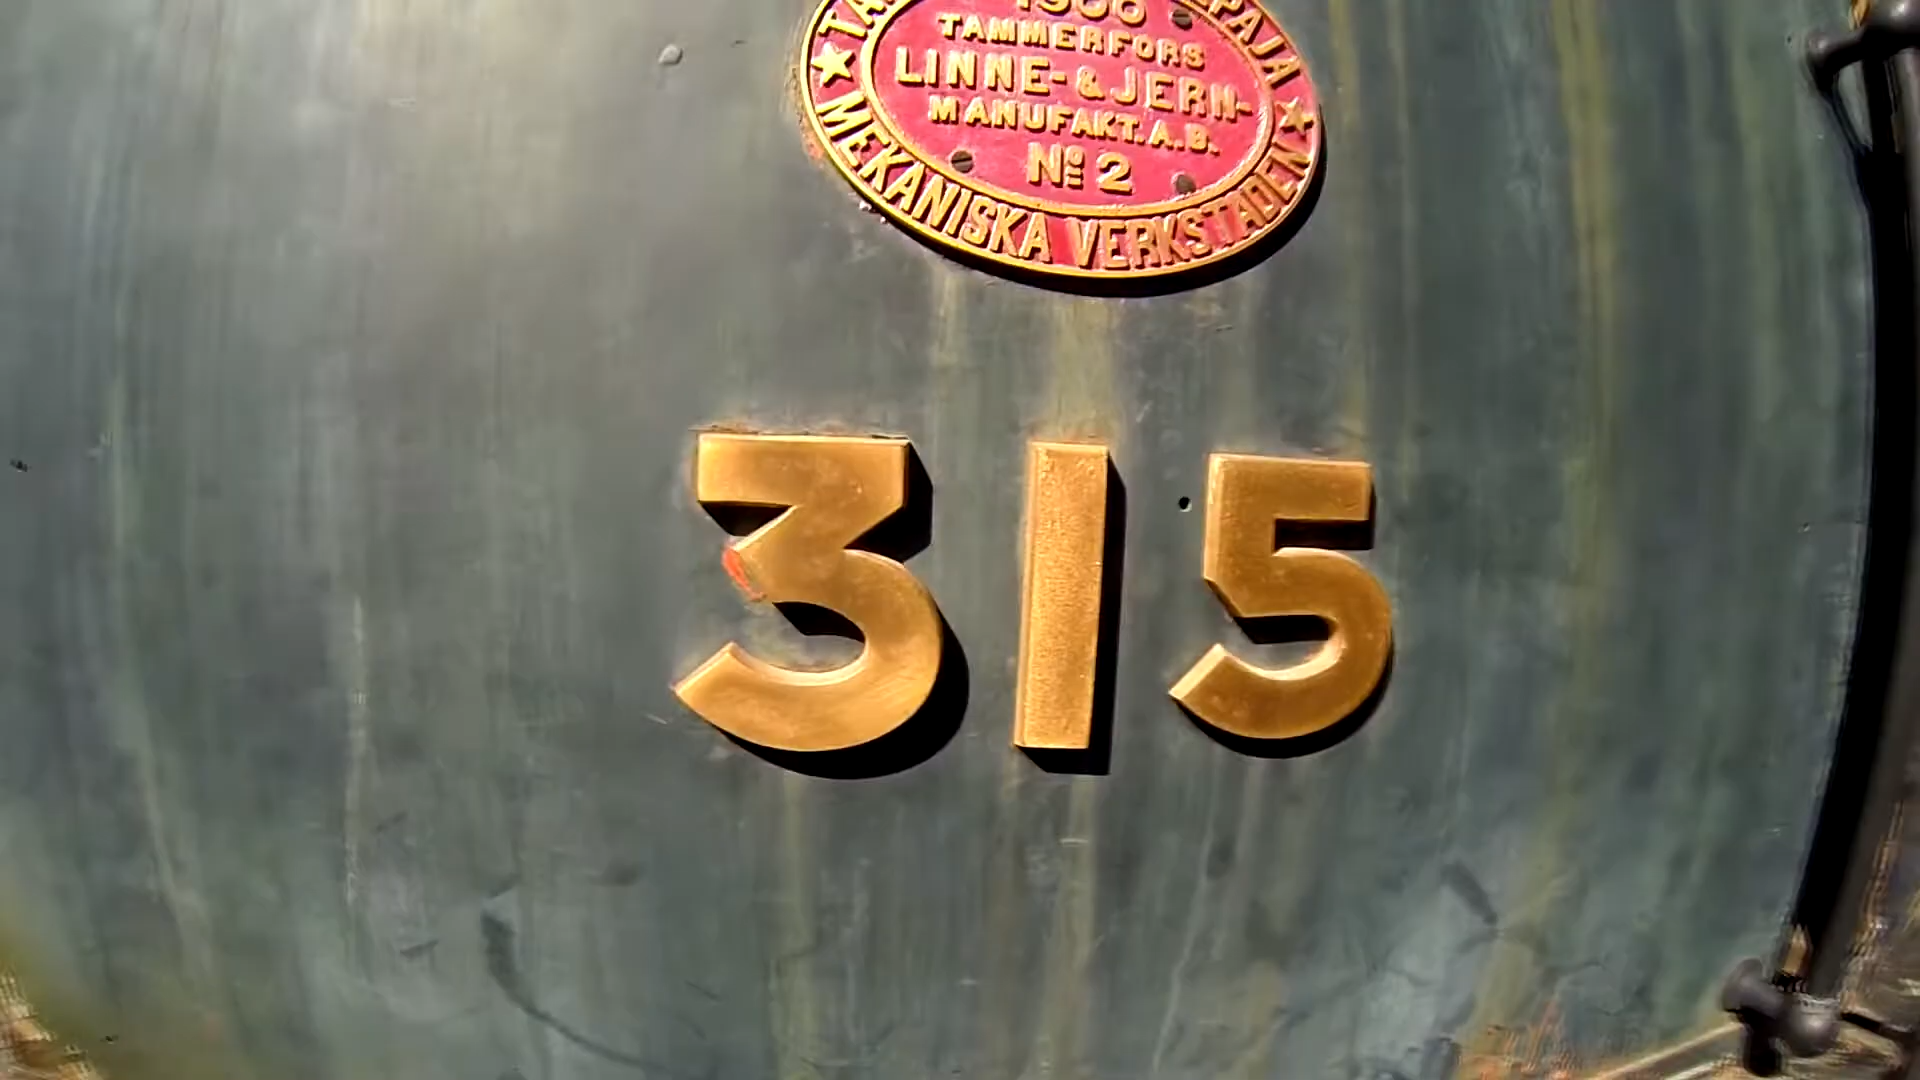 TAMMERFORS
LINNE- & JERN-
MANUFAKT. A. B.
Nº 2
MEKANISKA VERKSTADEN
315